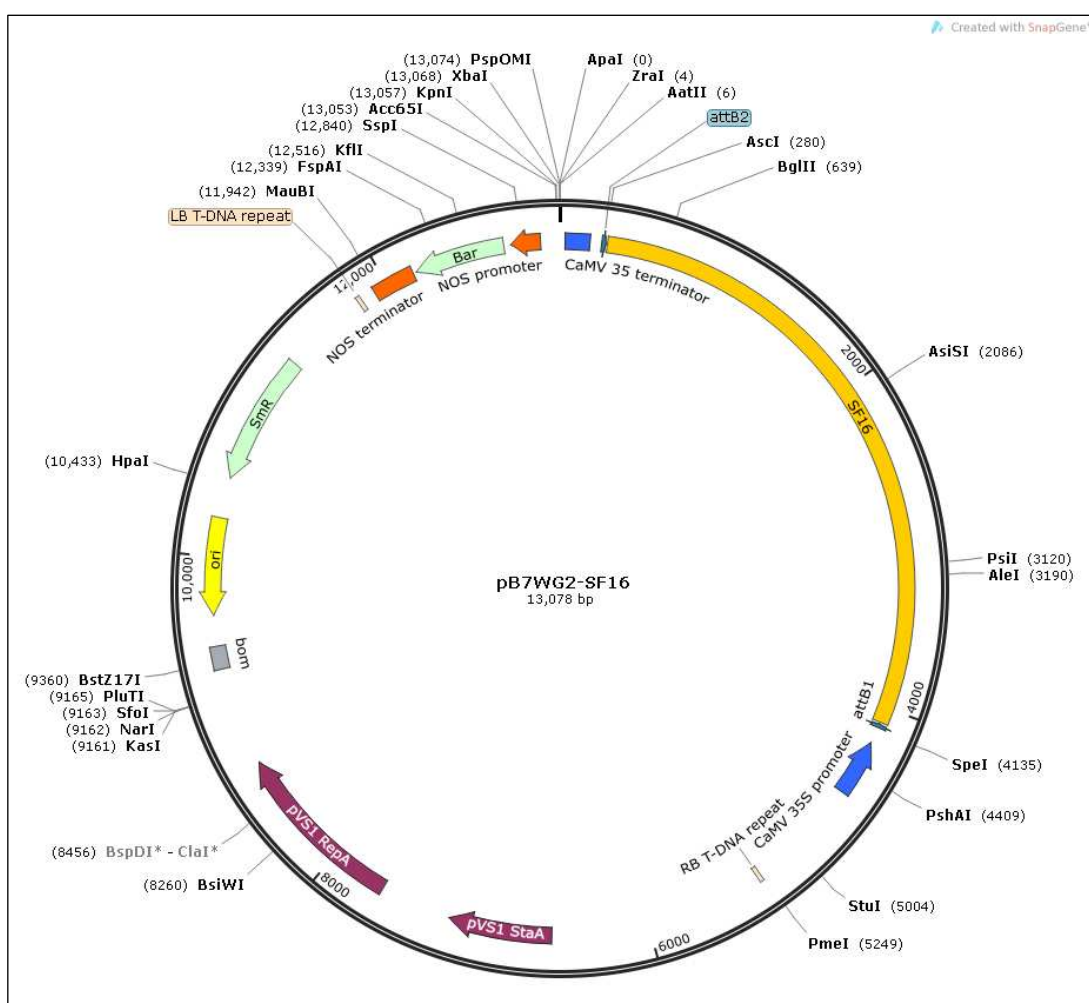 Created with SnapGene®
(13,074) PspOMI
(13,068) XbaI
(13,057) KpnI
(13,053) Acc65I
(12,840) SspI
(12,516) KflI
(12,339) FspAI
(11,942) MauBI
LB T-DNA repeat
ApaI (0)
ZraI (4)
AatII (6)
attB2
AscI (280)
BglII (639)
Bar
NOS promoter
CaMV 35 terminator
12,000
NOS terminator
2000
AsiSI (2086)
SF16
SmR
(10,433) HpaI
ori
10,000
PsiI (3120)
AleI (3190)
pB7WG2-SF16
13,078 bp
bom
(9360) BstZ17I
(9165) PluTI
(9163) SfoI
(9162) NarI
(9161) KasI
attB1
4000
SpeI (4135)
CaMV 35S promoter
PshAI (4409)
RB T-DNA repeat
pVS1 RepA
(8456) BspDI* - ClaI*
(8260) BsiWI
8000
StuI (5004)
pVS1 StaA
PmeI (5249)
6000